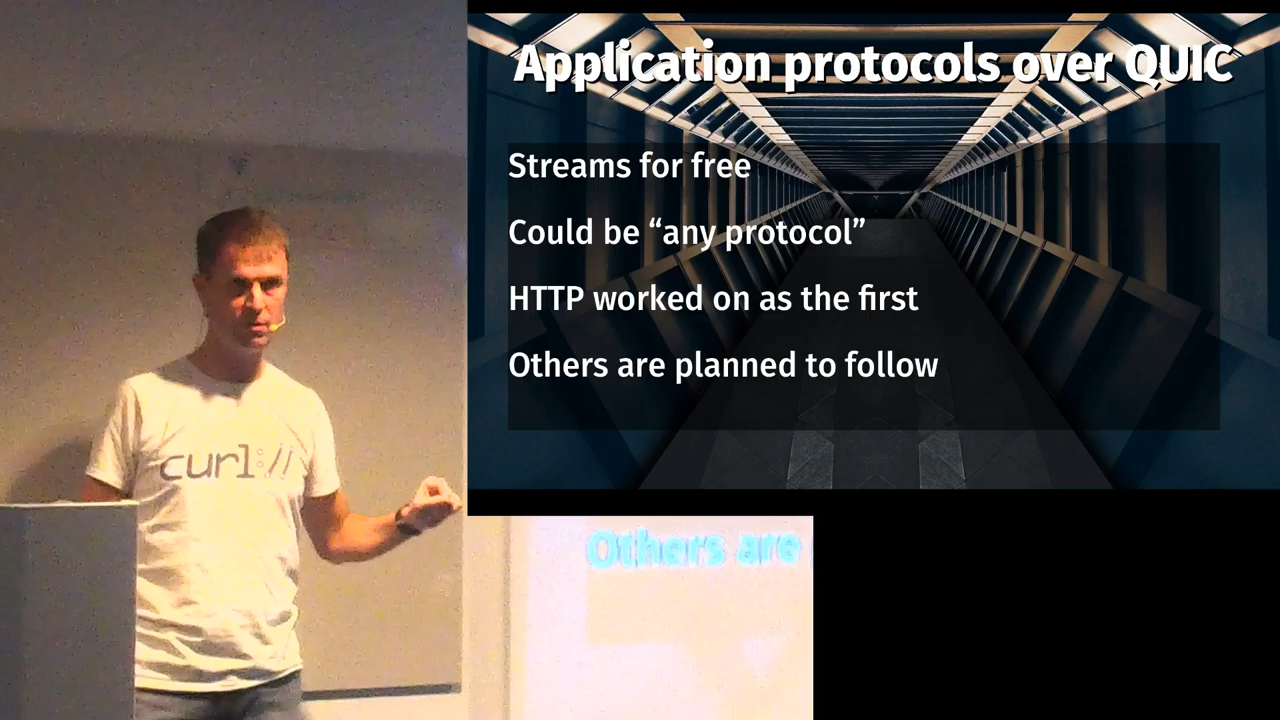 Application protocols over QUIC
Streams for free
Could be “any protocol”
HTTP worked on as the first
Others are planned to follow
curl://
Others are